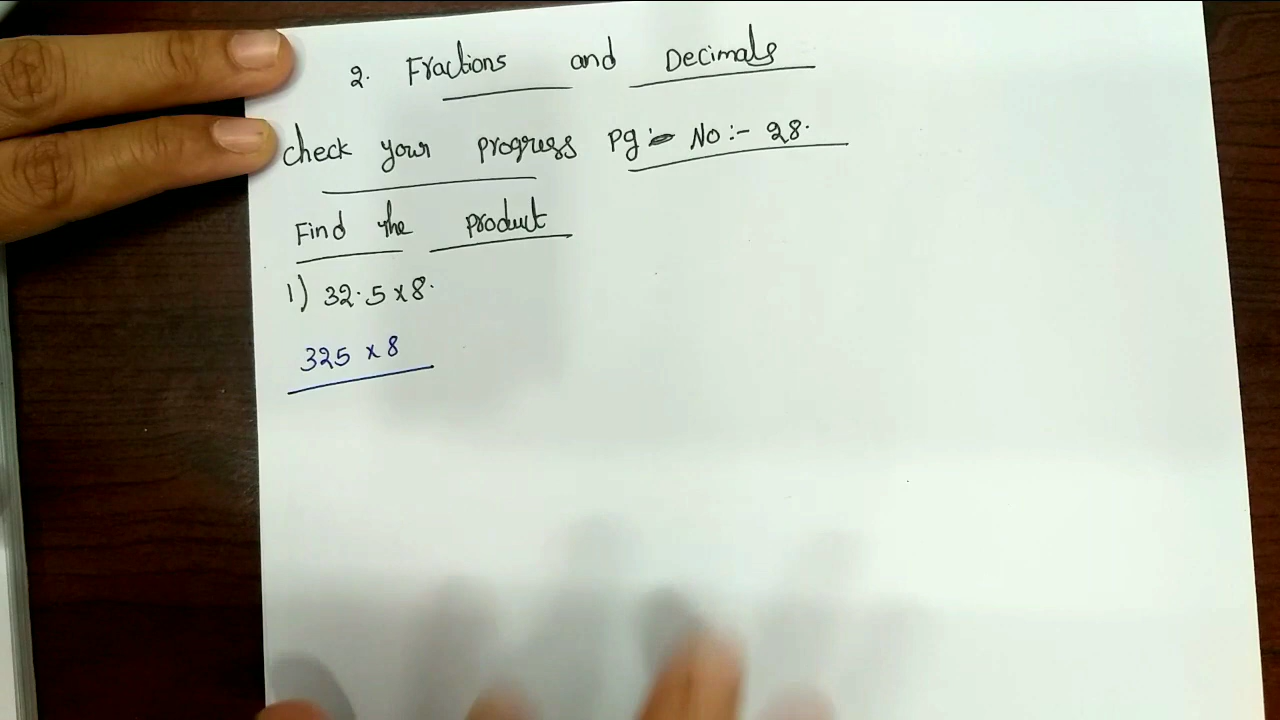 2. Fractions and Decimals
check your progress Pg:- No:- 28.
Find the product
1) 32.5 x 8.
325 x 8